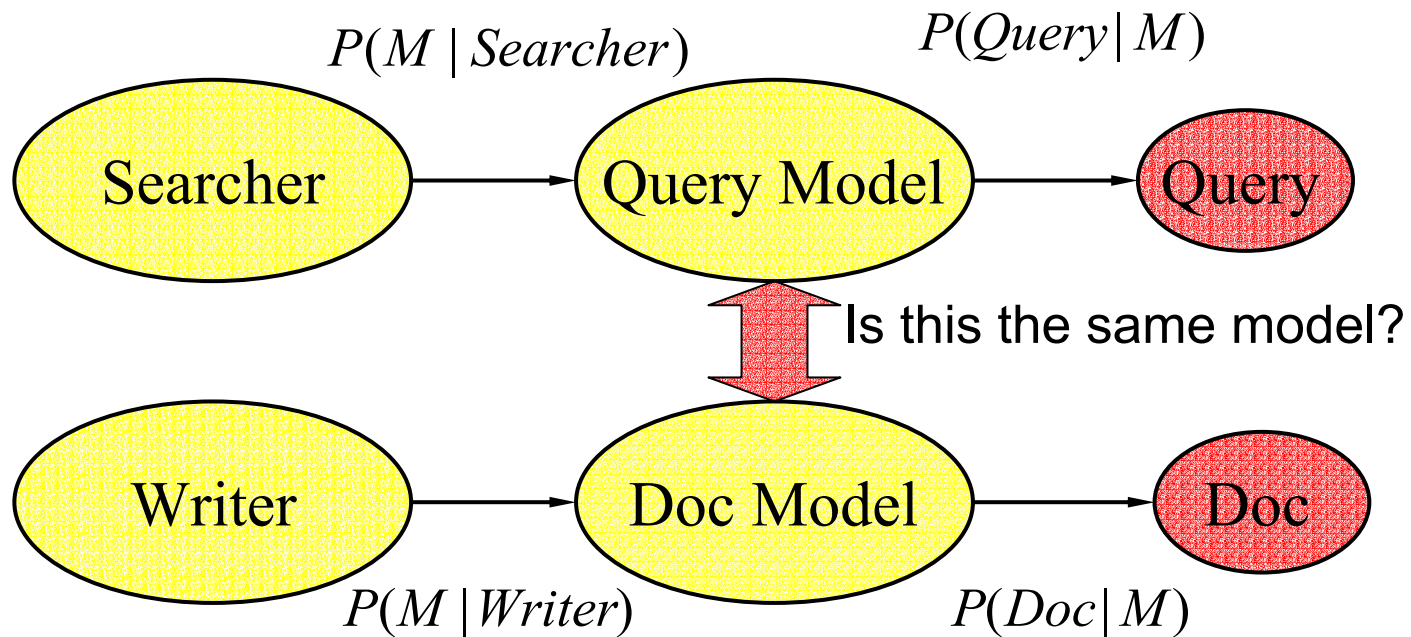 P(M | Searcher)
P(Query | M)
Searcher
Query Model
Query
Is this the same model?
Writer
Doc Model
Doc
P(M | Writer)
P(Doc | M)